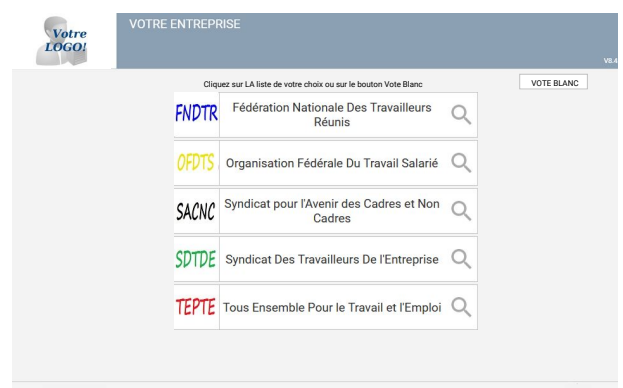 Votre
LOGO!
VOTRE ENTREPRISE
V8.4
Cliquez sur LA liste de votre choix ou sur le bouton Vote Blanc
VOTE BLANC
FNDTR
Fédération Nationale Des Travailleurs
Réunis
OFDTS
Organisation Fédérale Du Travail Salarié
SACNC
Syndicat pour l'Avenir des Cadres et Non
Cadres
SDTDE
Syndicat Des Travailleurs De l'Entreprise
TEPTE
Tous Ensemble Pour le Travail et l'Emploi